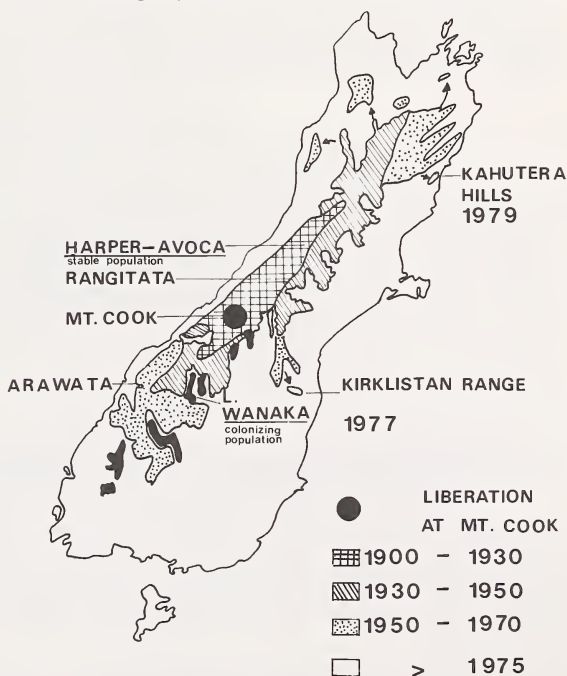 KAHUTERA
HILLS
1979
HARPER-AVOCA
stable population
RANGITATA
MT. COOK
ARAWATA
L.
WANAKA
colonizing
population
KIRKLISTAN RANGE
1977
LIBERATION
AT MT. COOK
1900 - 1930
1930 - 1950
1950 - 1970
> 1975